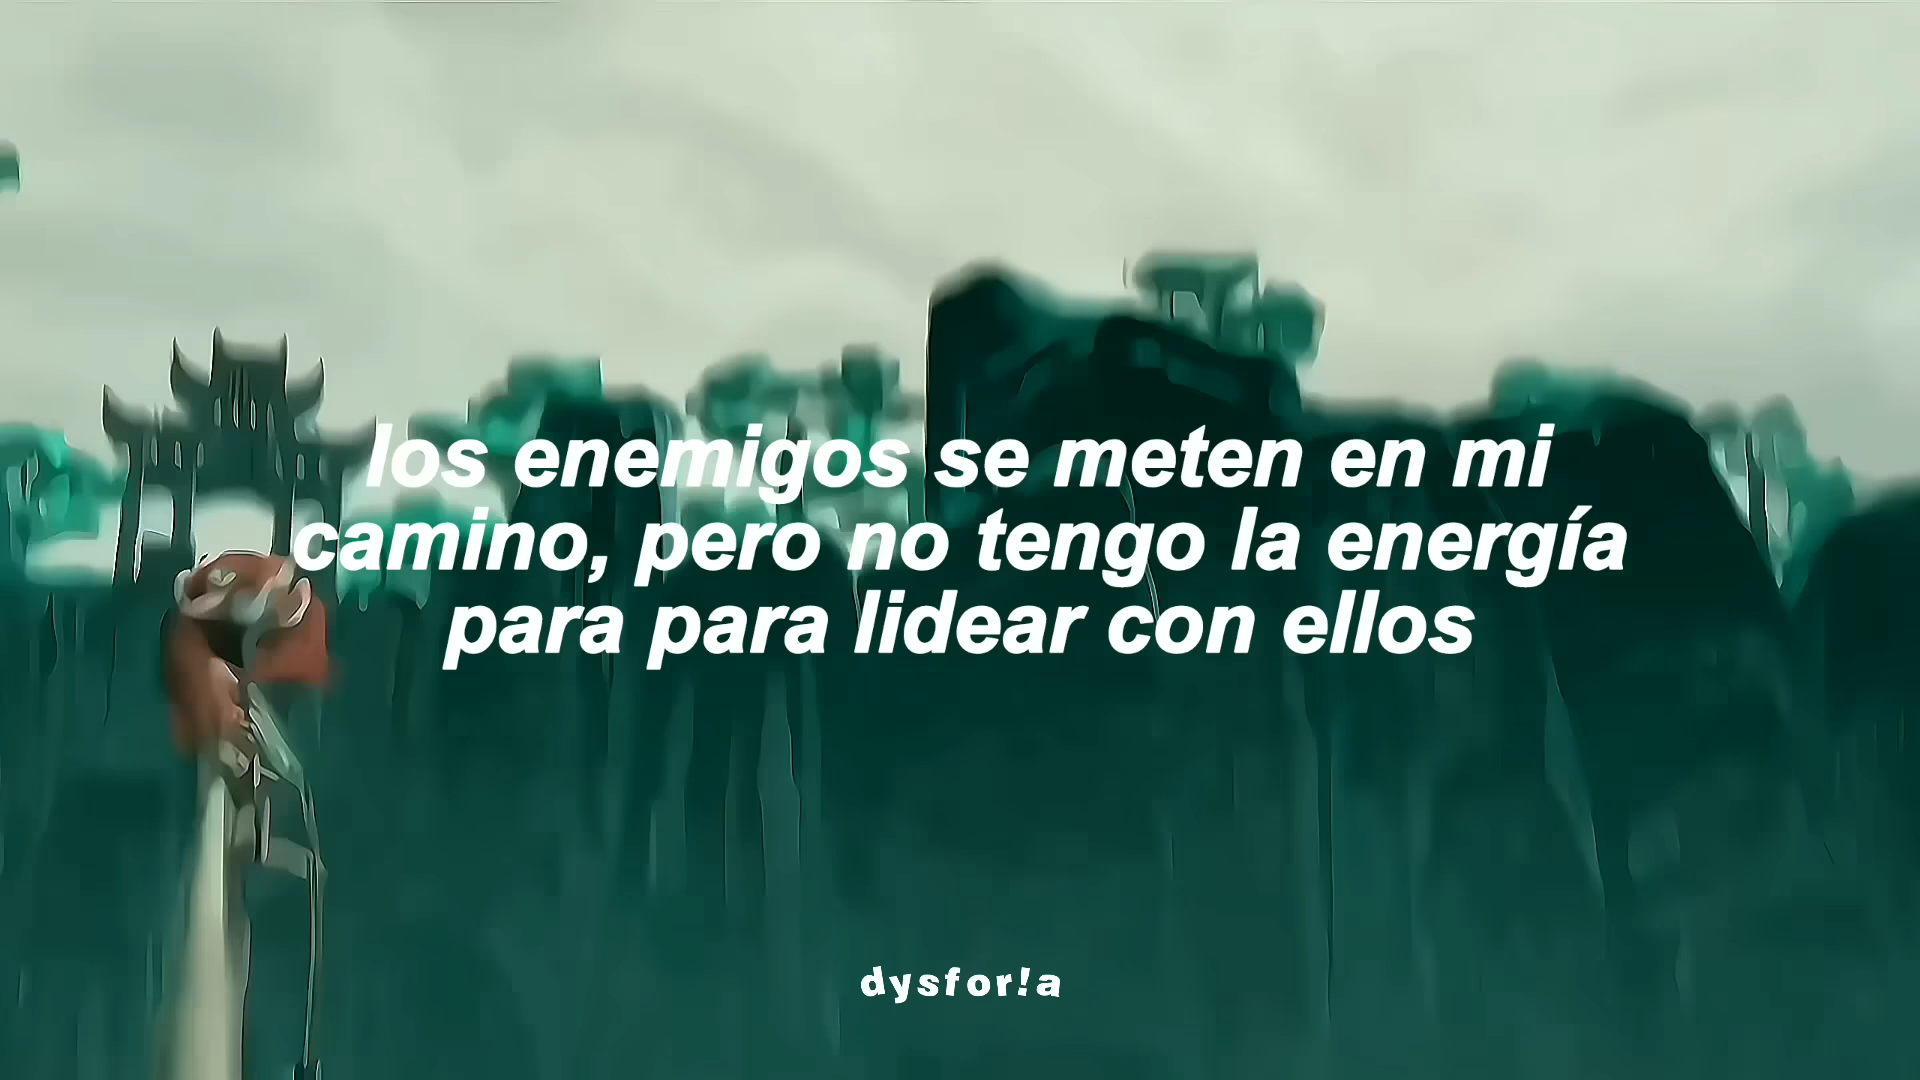 los enemigos se meten en mi
camino, pero no tengo la energía
para para lidear con ellos
dysfor!a